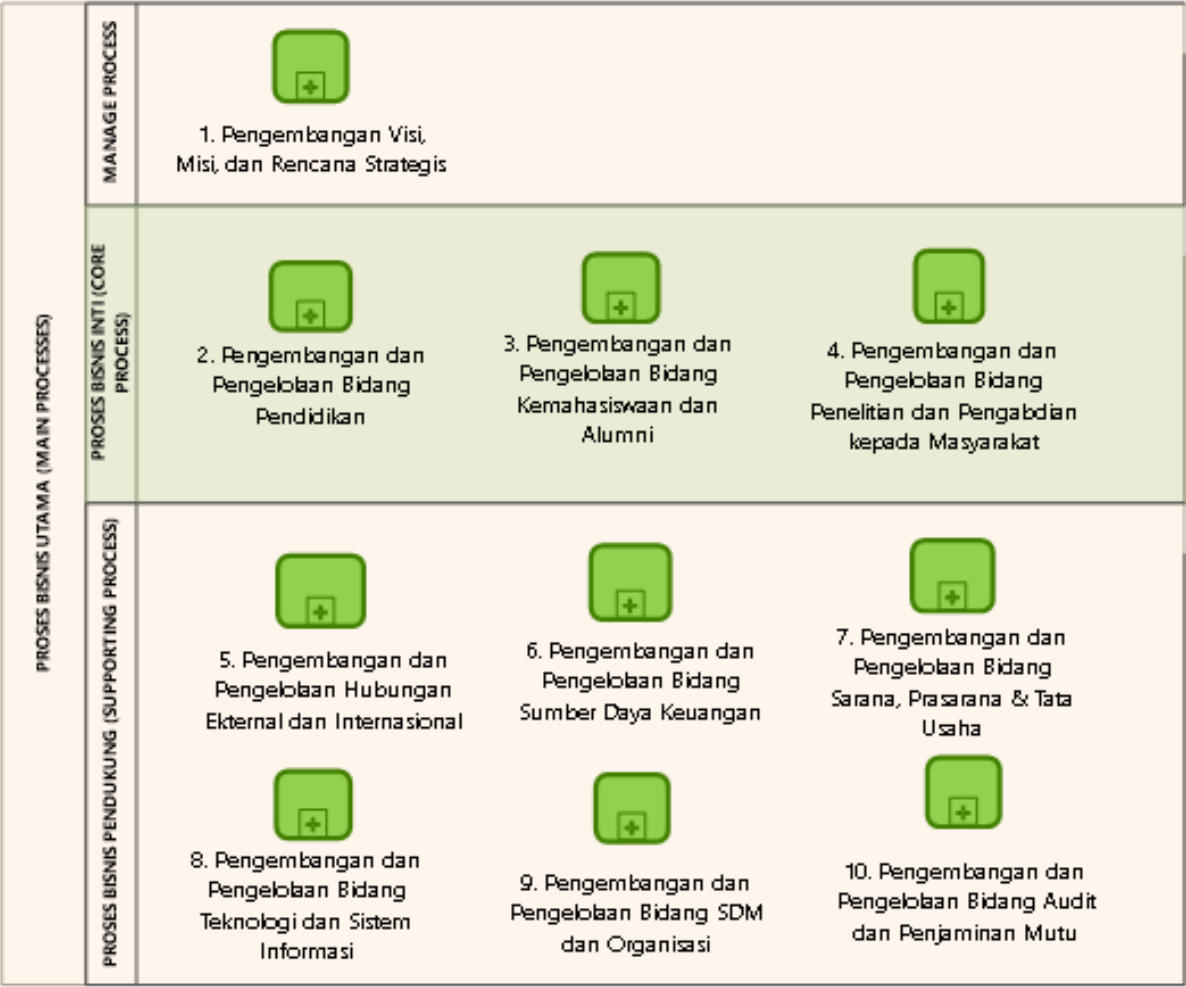 PROSES BISNIS UTAMA (MAIN PROCESSES)
MANAGE PROCESS
1. Pengembangan Visi,
Misi, dan Rencana Strategis
PROSES BISNIS INTI (CORE
PROCESS)
2. Pengembangan dan
Pengelolaan Bidang
Pendidikan
3. Pengembangan dan
Pengelolaan Bidang
Kemahasiswaan dan
Alumni
4. Pengembangan dan
Pengelolaan Bidang
Penelitian dan Pengabdian
kepada Masyarakat
PROSES BISNIS PENDUKUNG (SUPPORTING PROCESS)
5. Pengembangan dan
Pengelolaan Hubungan
Ekternal dan Internasional
6. Pengembangan dan
Pengelolaan Bidang
Sumber Daya Keuangan
7. Pengembangan dan
Pengelolaan Bidang
Sarana, Prasarana & Tata
Usaha
8. Pengembangan dan
Pengelolaan Bidang
Teknologi dan Sistem
Informasi
9. Pengembangan dan
Pengelolaan Bidang SDM
dan Organisasi
10. Pengembangan dan
Pengelolaan Bidang Audit
dan Penjaminan Mutu